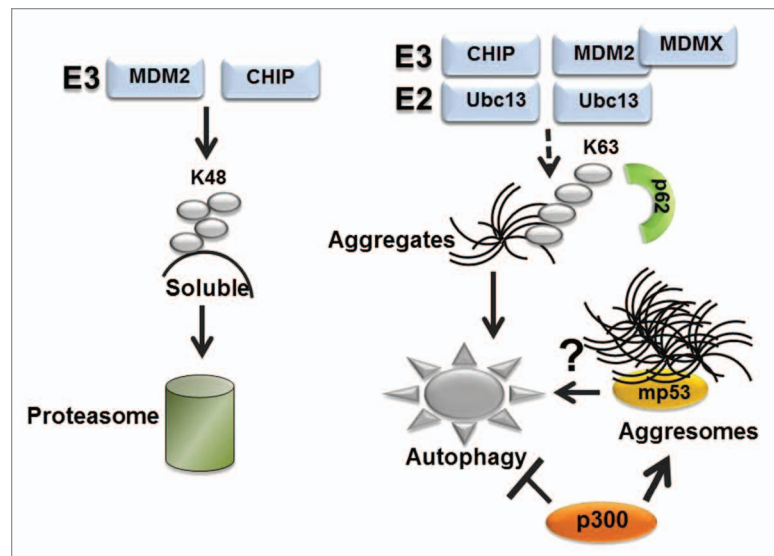 E3
MDM2
CHIP
K48
Soluble
Proteasome
E3
CHIP
MDM2
MDMX
E2
Ubc13
Ubc13
K63
p62
Aggregates
?
mp53
Aggresomes
Autophagy
p300